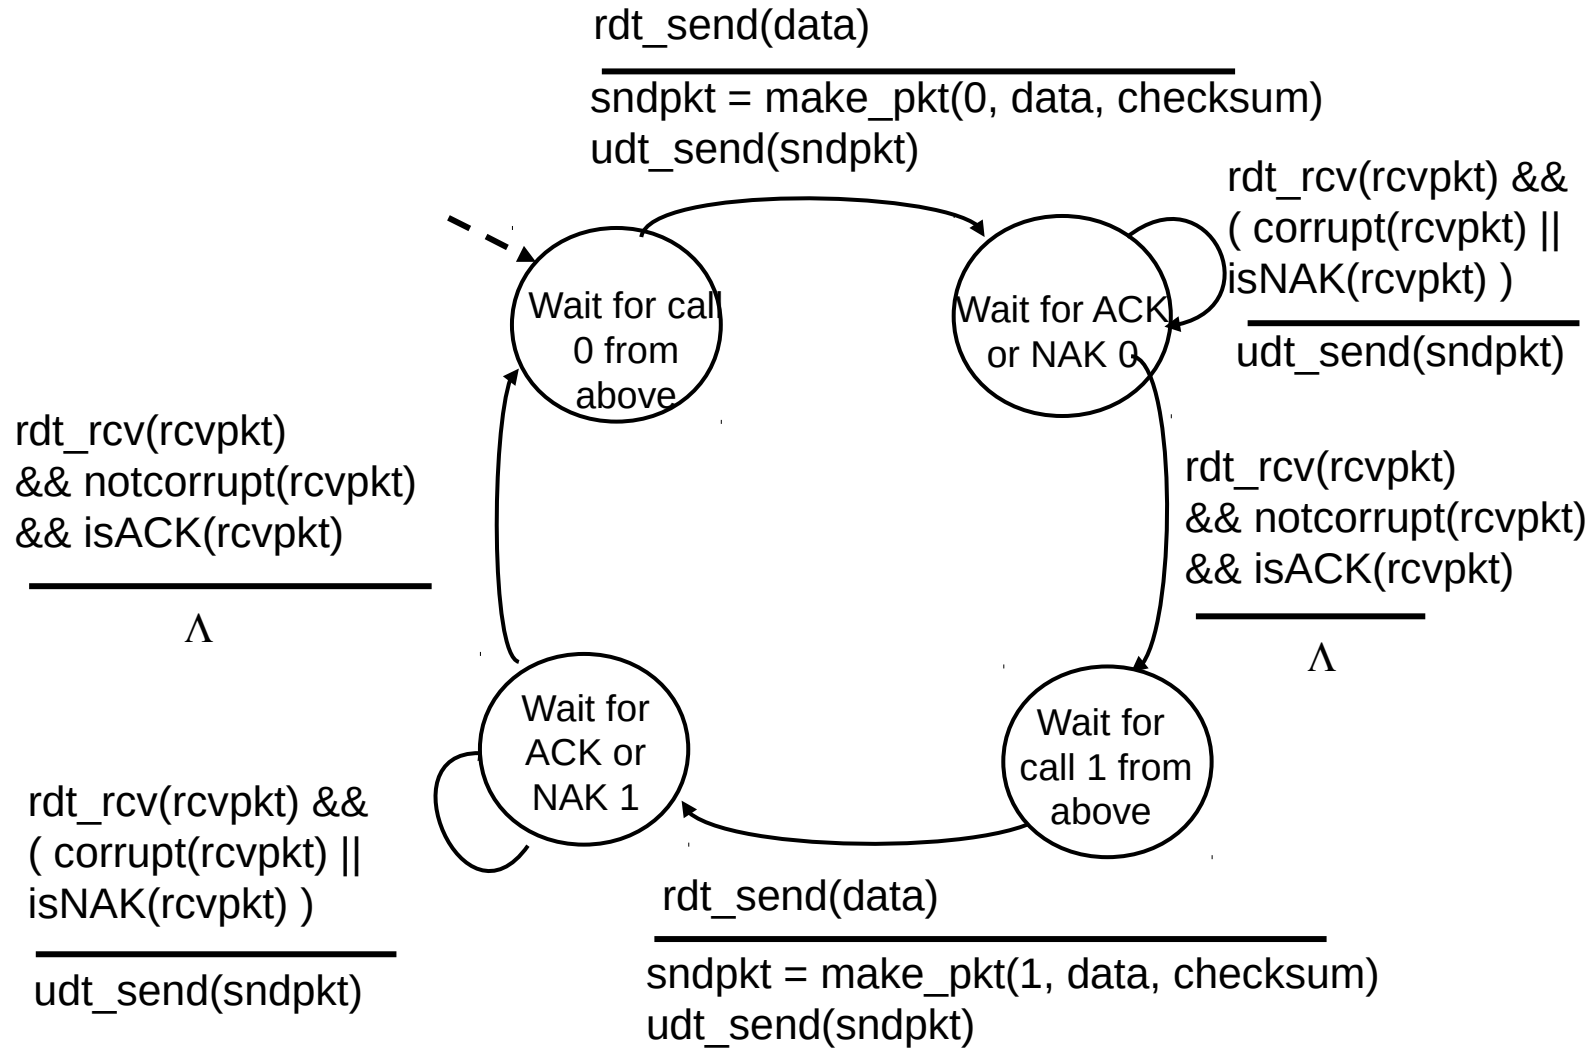 rdt_send(data)
sndpkt = make_pkt(0, data, checksum)
udt_send(sndpkt)
rdt_rcv(rcvpkt) &&
( corrupt(rcvpkt) ||
isNAK(rcvpkt) )
udt_send(sndpkt)
Wait for call
0 from
above
Wait for ACK
or NAK 0
rdt_rcv(rcvpkt)
&& notcorrupt(rcvpkt)
&& isACK(rcvpkt)
Λ
rdt_rcv(rcvpkt)
&& notcorrupt(rcvpkt)
&& isACK(rcvpkt)
Λ
Wait for
ACK or
NAK 1
Wait for
call 1 from
above
rdt_rcv(rcvpkt) &&
( corrupt(rcvpkt) ||
isNAK(rcvpkt) )
udt_send(sndpkt)
rdt_send(data)
sndpkt = make_pkt(1, data, checksum)
udt_send(sndpkt)